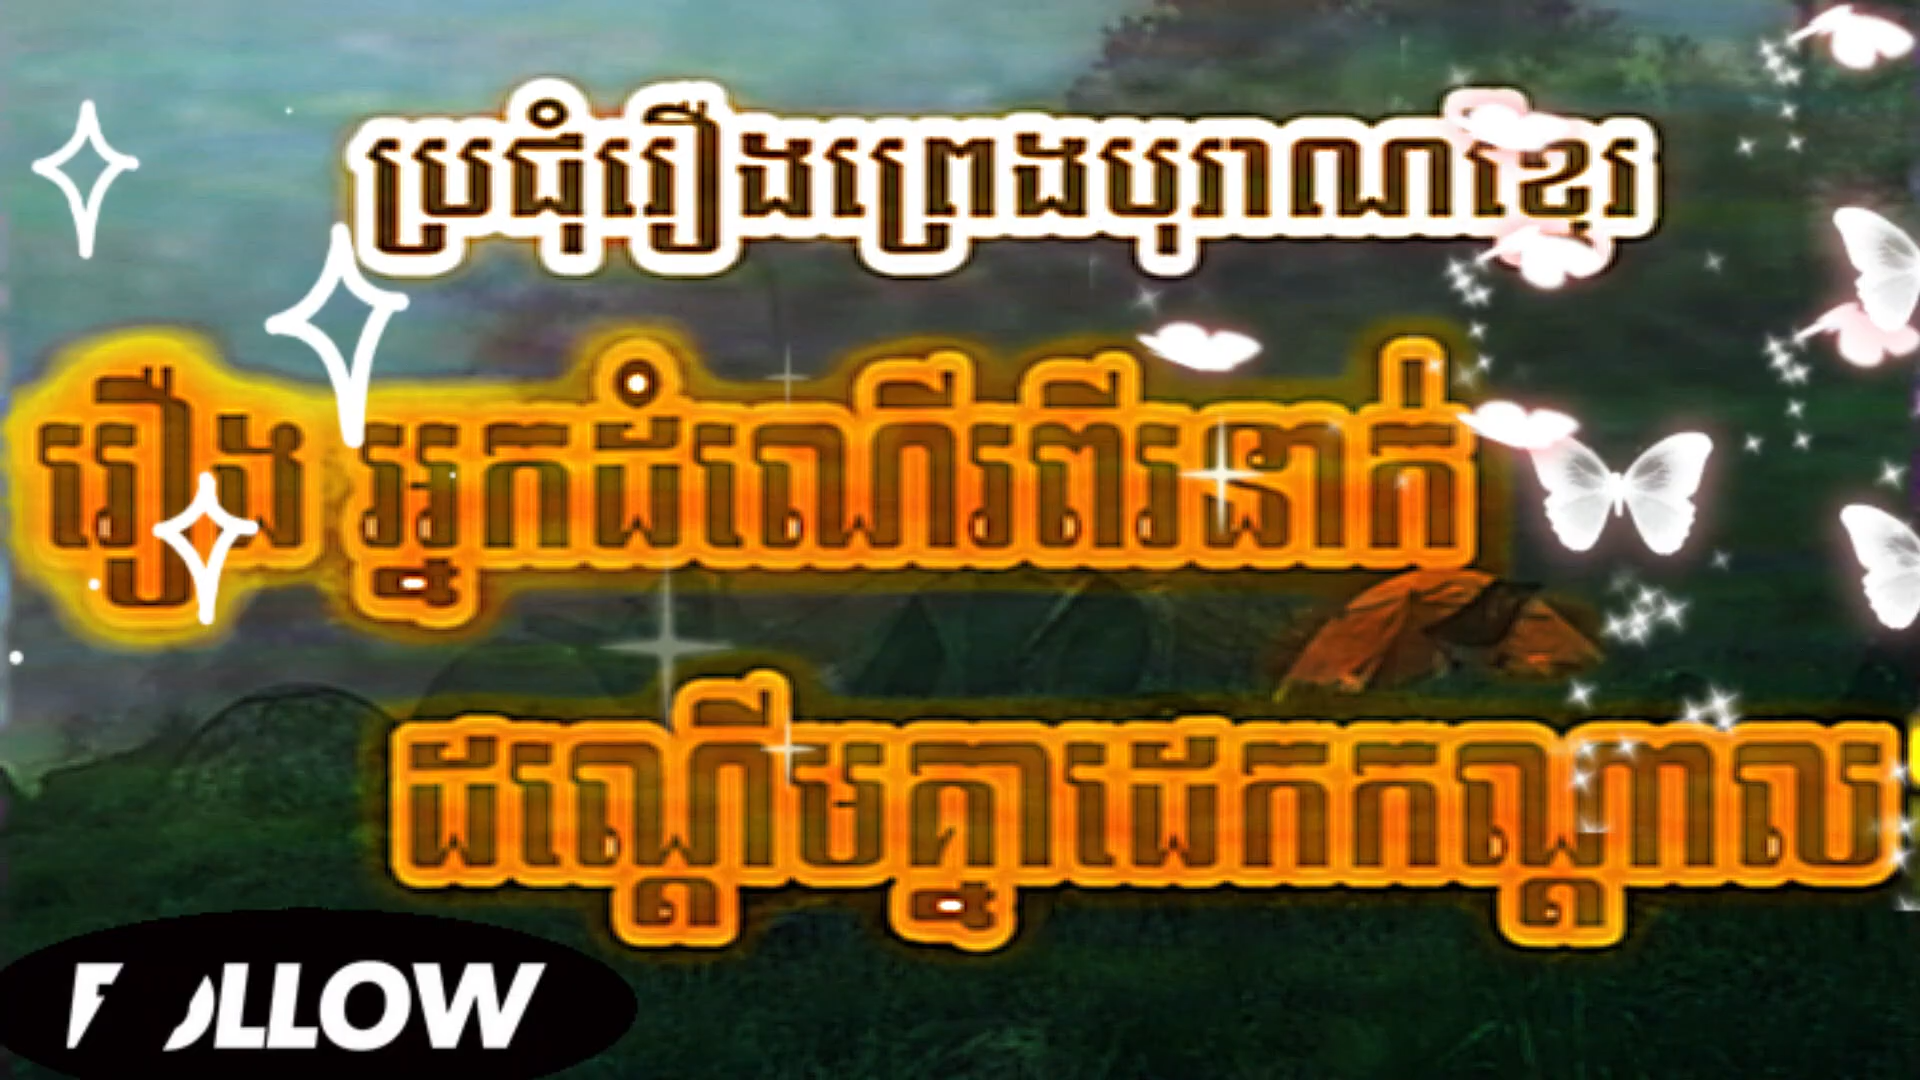 ប្រជុំរឿងព្រេងបុរាណខ្មែរ
រឿង អ្នកដំណើរពីរនាក់
ដណ្ដើមគ្នាដេកកណ្ដាល
FOLLOW